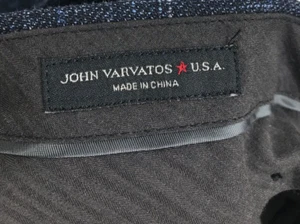 JOHN VARVATOS ★ U.S.A.
MADE IN CHINA